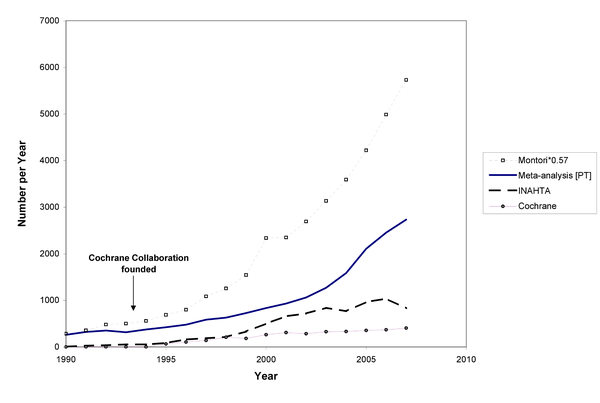 7000
6000
5000
4000
3000
2000
1000
0
Number per Year
Cochrane Collaboration
founded
1990
1995
2000
2005
2010
Year
Montori*0.57
Meta-analysis [PT]
INAHTA
Cochrane